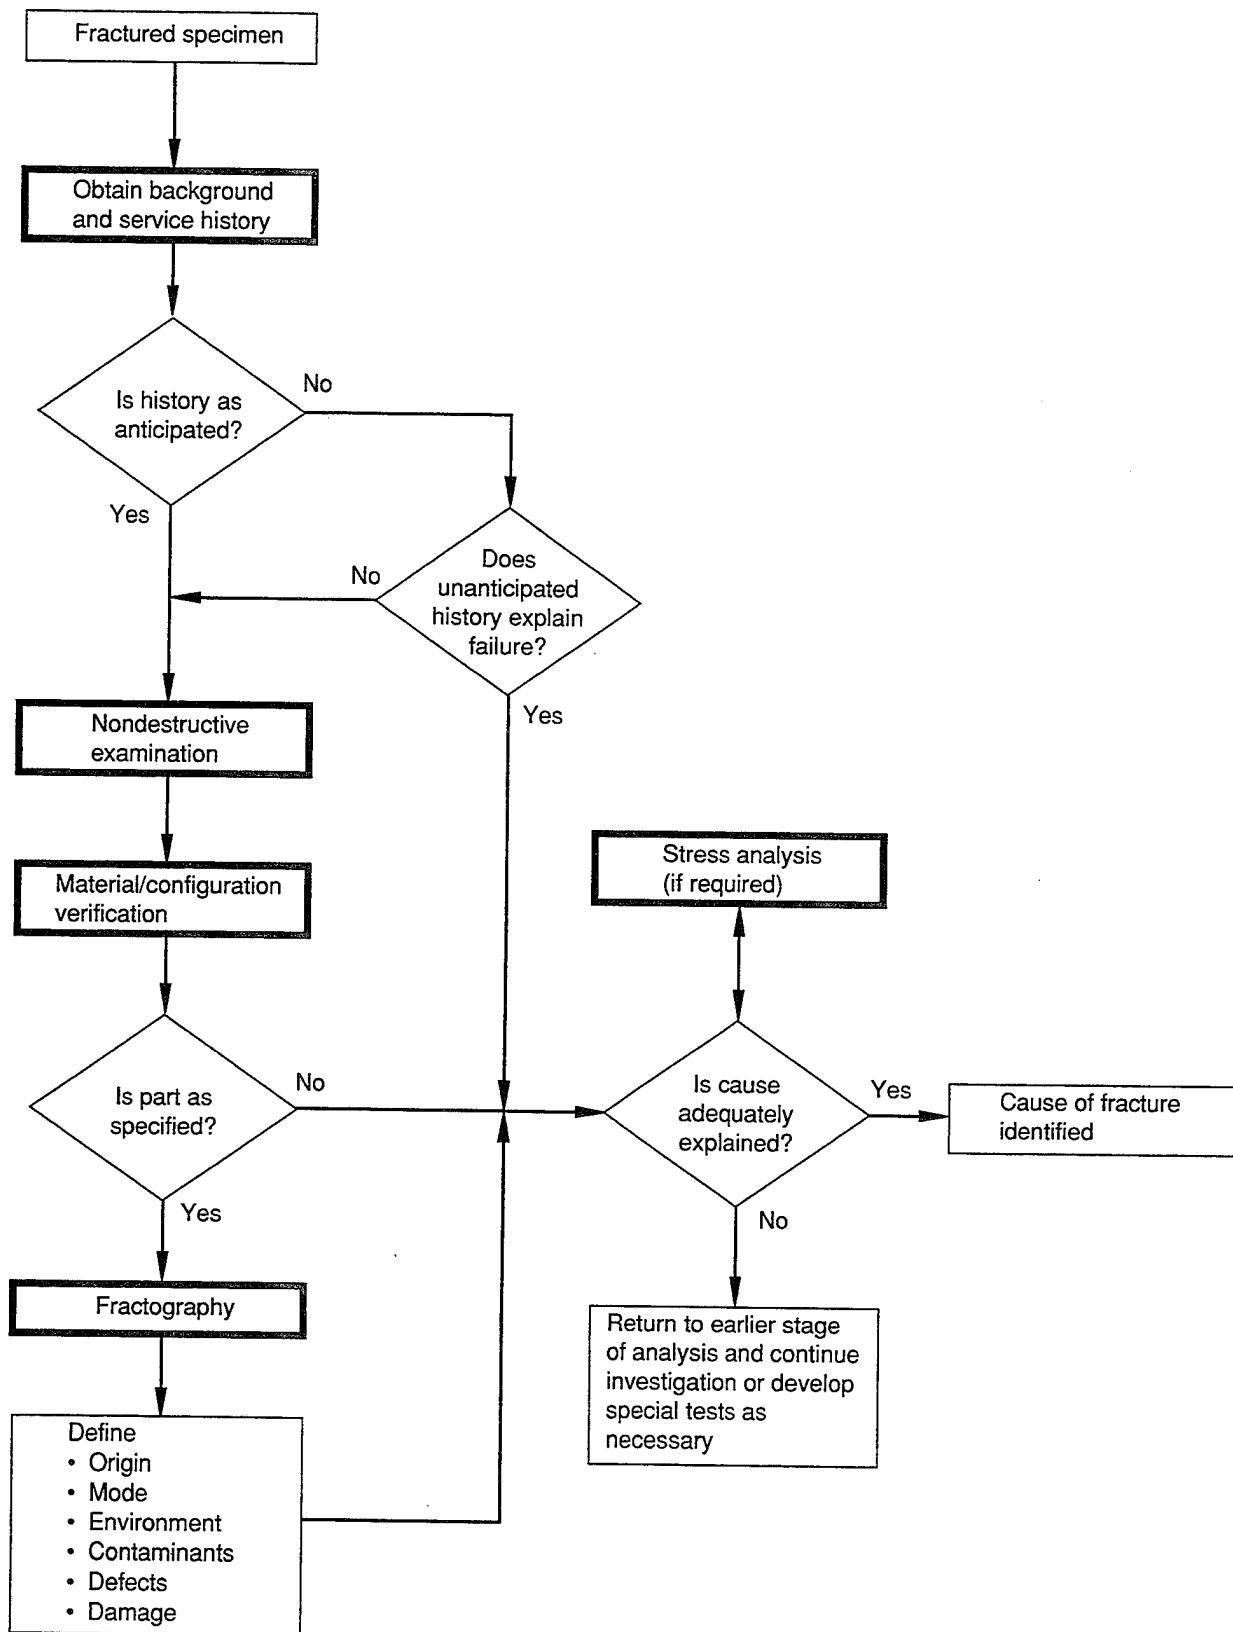 Fractured specimen
Obtain background
and service history
Is history as
anticipated?
No
Yes
Does
unanticipated
history explain
failure?
No
Yes
Nondestructive
examination
Material/configuration
verification
Stress analysis
(if required)
Is part as
specified?
No
Yes
Is cause
adequately
explained?
Yes
No
Cause of fracture
identified
Fractography
Return to earlier stage
of analysis and continue
investigation or develop
special tests as
necessary
Define
• Origin
• Mode
• Environment
• Contaminants
• Defects
• Damage